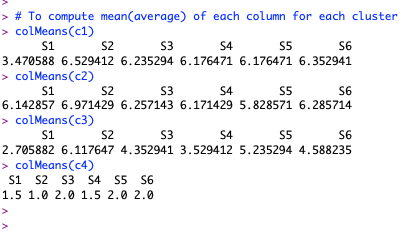 >
> # To compute mean(average) of each column for each cluster
> colMeans(c1)
      S1       S2       S3       S4       S5       S6
3.470588 6.529412 6.235294 6.176471 6.176471 6.352941
> colMeans(c2)
      S1       S2       S3       S4       S5       S6
6.142857 6.971429 6.257143 6.171429 5.828571 6.285714
> colMeans(c3)
      S1       S2       S3       S4       S5       S6
2.705882 6.117647 4.352941 3.529412 5.235294 4.588235
> colMeans(c4)
 S1  S2  S3  S4  S5  S6
1.5 1.0 2.0 1.5 2.0 2.0
>
>